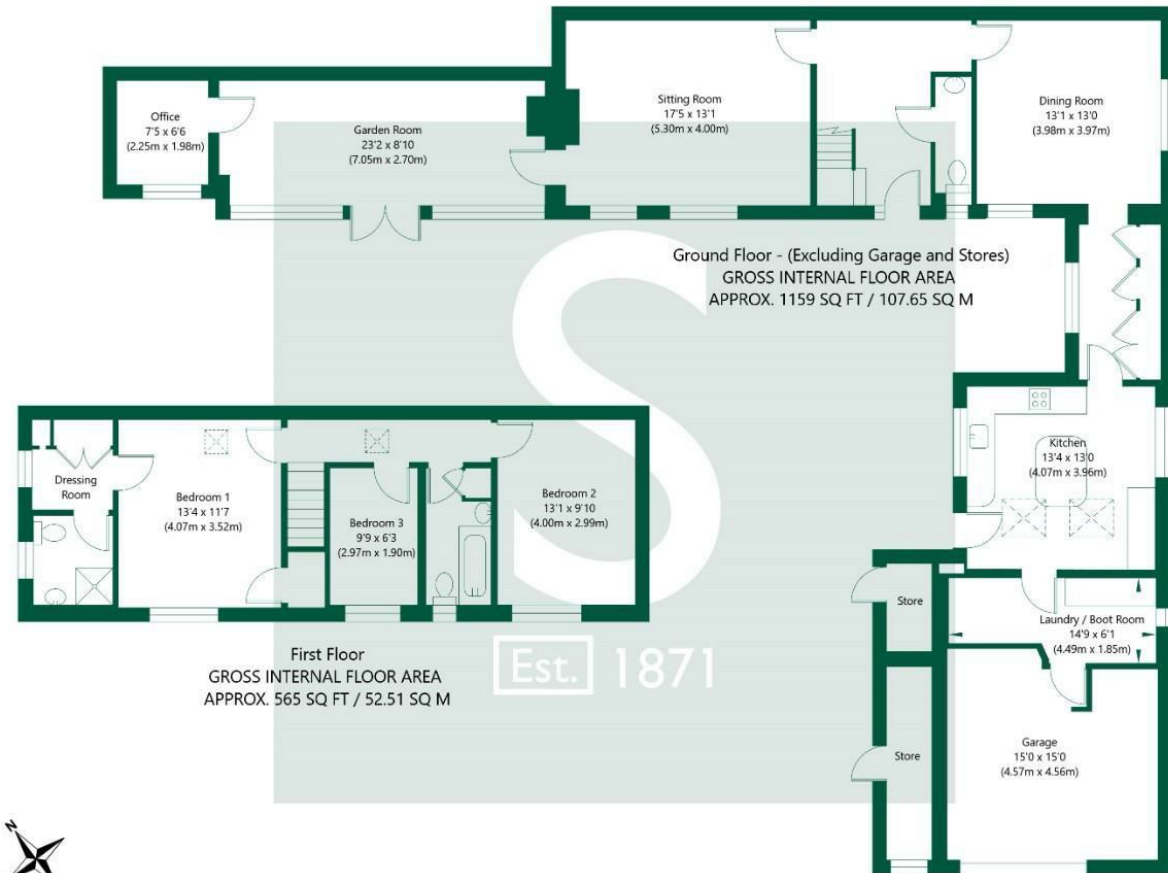 Office
7'5 x 6'6
(2.25m x 1.98m)
Garden Room
23'2 x 8'10
(7.05m x 2.70m)
Sitting Room
17'5 x 13'1
(5.30m x 4.00m)
Dining Room
13'1 x 13'0
(3.98m x 3.97m)
Ground Floor - (Excluding Garage and Stores)
GROSS INTERNAL FLOOR AREA
APPROX. 1159 SQ FT / 107.65 SQ M
Kitchen
13'4 x 13'0
(4.07m x 3.96m)
Dressing
Room
Bedroom 1
13'4 x 11'7
(4.07m x 3.52m)
Bedroom 3
9'9 x 6'3
(2.97m x 1.90m)
Bedroom 2
13'1 x 9'10
(4.00m x 2.99m)
First Floor
GROSS INTERNAL FLOOR AREA
APPROX. 565 SQ FT / 52.51 SQ M
Store
Laundry / Boot Room
14'9 x 6'1
(4.49m x 1.85m)
Store
Garage
15'0 x 15'0
(4.57m x 4.56m)
S
Est. 1871
N